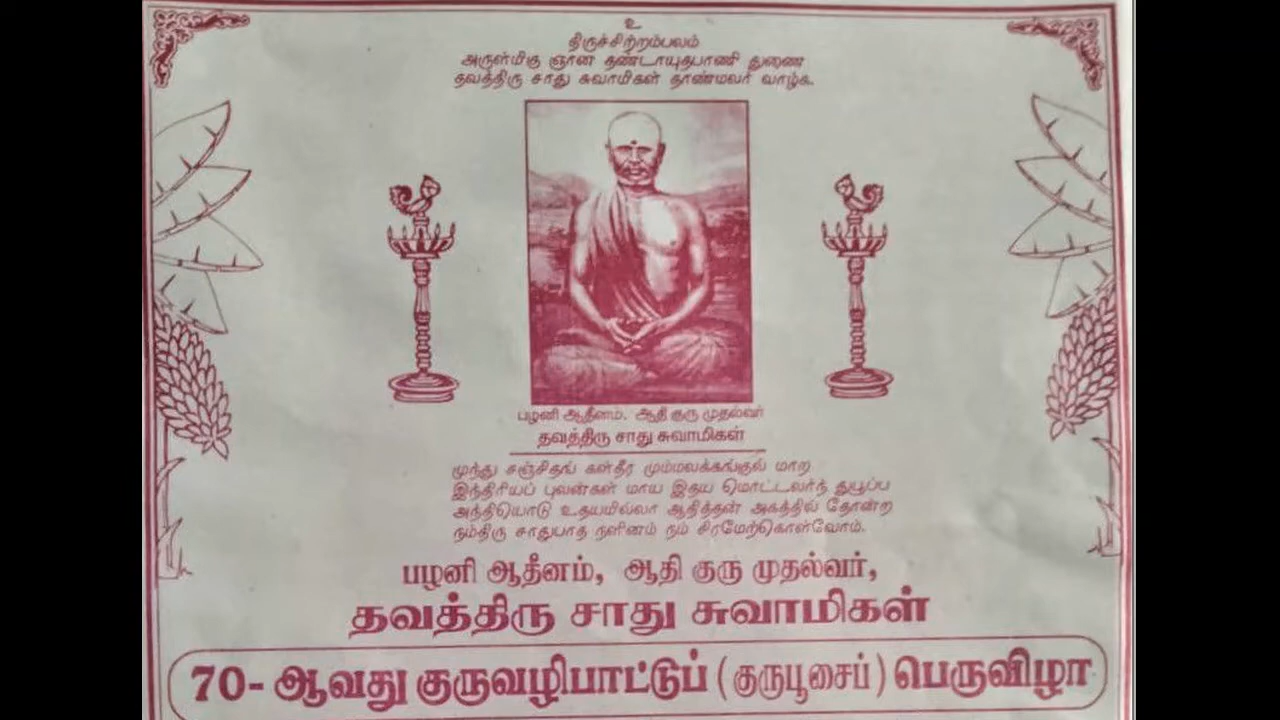 உ
திருச்சிற்றம்பலம்
அருள்மிகு ஞான தண்டாயுதபாணி துணை
தவத்திரு சாது சுவாமிகள் தாண்மலர் வாழ்க.
பழனி ஆதீனம், ஆதி குரு முதல்வர்
தவத்திரு சாது சுவாமிகள்
முந்து சஞ்சிதங் கள்தீர மும்மலக்கங்குல் மாற
இந்திரியப் புலன்கள் மாய இதய மொட்டலர்ந் துபூப்ப
அந்தியொடு உதயமில்லா ஆதித்தன் அகத்தில் தோன்ற
நம்திரு சாதுபாத நளினம் நம் சிரமேற்கொள்வோம்.
பழனி ஆதீனம், ஆதி குரு முதல்வர்,
தவத்திரு சாது சுவாமிகள்
70- ஆவது குருவழிபாட்டுப் (குருபூசைப்) பெருவிழா